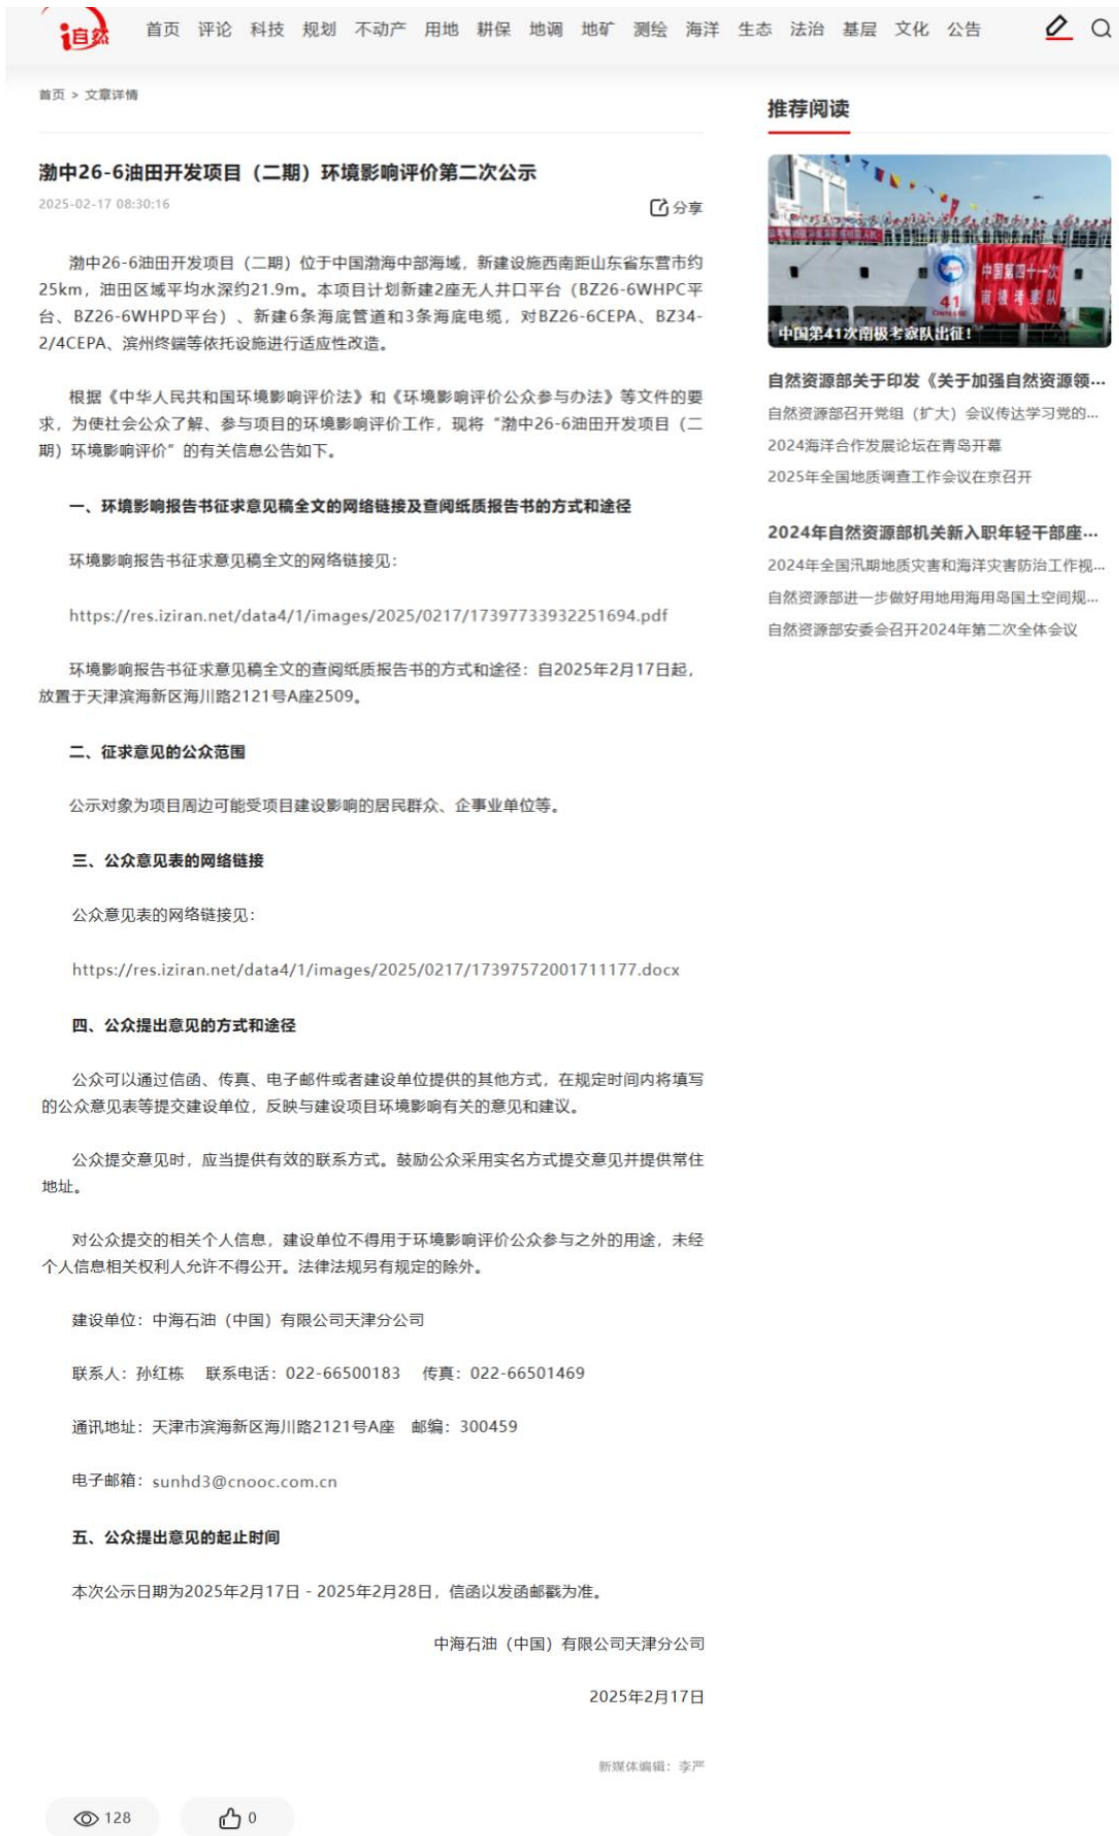 i自然
首页 评论 科技 规划 不动产 用地 耕保 地调 地矿 测绘 海洋 生态 法治 基层 文化 公告
首页 > 文章详情
渤中26-6油田开发项目（二期）环境影响评价第二次公示
2025-02-17 08:30:16
分享
渤中26-6油田开发项目（二期）位于中国渤海中部海域，新建设施西南距山东省东营市约
25km，油田区域平均水深约21.9m。本项目计划新建2座无人井口平台（BZ26-6WHPC平
台、BZ26-6WHPD平台）、新建6条海底管道和3条海底电缆，对BZ26-6CEPA、BZ34-
2/4CEPA、滨州终端等依托设施进行适应性改造。
根据《中华人民共和国环境影响评价法》和《环境影响评价公众参与办法》等文件的要
求，为使社会公众了解、参与项目的环境影响评价工作，现将“渤中26-6油田开发项目（二
期）环境影响评价”的有关信息公告如下。
一、环境影响报告书征求意见稿全文的网络链接及查阅纸质报告书的方式和途径
环境影响报告书征求意见稿全文的网络链接见：
https://res.iziran.net/data4/1/images/2025/0217/17397733932251694.pdf
环境影响报告书征求意见稿全文的查阅纸质报告书的方式和途径：自2025年2月17日起，
放置于天津滨海新区海川路2121号A座2509。
二、征求意见的公众范围
公示对象为项目周边可能受项目建设影响的居民群众、企事业单位等。
三、公众意见表的网络链接
公众意见表的网络链接见：
https://res.iziran.net/data4/1/images/2025/0217/17397572001711177.docx
四、公众提出意见的方式和途径
公众可以通过信函、传真、电子邮件或者建设单位提供的其他方式，在规定时间内将填写
的公众意见表等提交建设单位，反映与建设项目环境影响有关的意见和建议。
公众提交意见时，应当提供有效的联系方式。鼓励公众采用实名方式提交意见并提供常住
地址。
对公众提交的相关个人信息，建设单位不得用于环境影响评价公众参与之外的用途，未经
个人信息相关权利人允许不得公开。法律法规另有规定的除外。
建设单位：中海石油（中国）有限公司天津分公司
联系人：孙红栋 联系电话：022-66500183 传真：022-66501469
通讯地址：天津市滨海新区海川路2121号A座 邮编：300459
电子邮箱：sunhd3@cnooc.com.cn
五、公众提出意见的起止时间
本次公示日期为2025年2月17日 - 2025年2月28日，信函以发函邮戳为准。
中海石油（中国）有限公司天津分公司
2025年2月17日
新媒体编辑：李严
128
0
推荐阅读
中国第四十一次
南极考察队
41
中国第41次南极考察队出征！
自然资源部关于印发《关于加强自然资源领...
自然资源部召开党组（扩大）会议传达学习党的...
2024海洋合作发展论坛在青岛开幕
2025年全国地质调查工作会议在京召开
2024年自然资源部机关新入职年轻干部座...
2024年全国汛期地质灾害和海洋灾害防治工作视...
自然资源部进一步做好用地用海用岛国土空间规...
自然资源部安委会召开2024年第二次全体会议